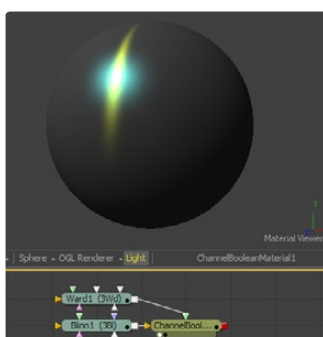 Y
Material Viewer
Sphere - OGL Renderer - Light
ChannelBooleanMaterial1
Ward1 (3Wd)
Blinn1 (3Bl)
ChannelBool...